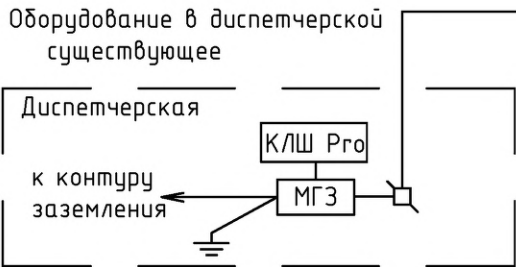 Оборудование в диспетчерской
существующее
Диспетчерская
КЛШ Pro
к контуру
заземления
МГЗ